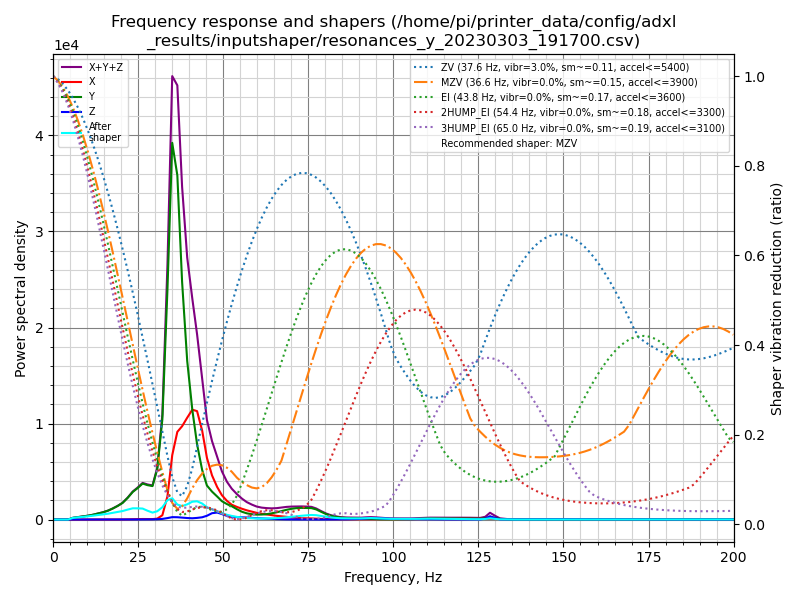 Frequency response and shapers (/home/pi/printer_data/config/adxl
_results/inputshaper/resonances_y_20230303_191700.csv)
1e4
X+Y+Z
X
Y
Z
After
shaper
ZV (37.6 Hz, vibr=3.0%, sm~=0.11, accel<=5400)
MZV (36.6 Hz, vibr=0.0%, sm~=0.15, accel<=3900)
EI (43.8 Hz, vibr=0.0%, sm~=0.17, accel<=3600)
2HUMP_EI (54.4 Hz, vibr=0.0%, sm~=0.18, accel<=3300)
3HUMP_EI (65.0 Hz, vibr=0.0%, sm~=0.19, accel<=3100)
Recommended shaper: MZV
Power spectral density
4
3
2
1
0
1.0
0.8
0.6
0.4
0.2
0.0
Shaper vibration reduction (ratio)
0 25 50 75 100 125 150 175 200
Frequency, Hz